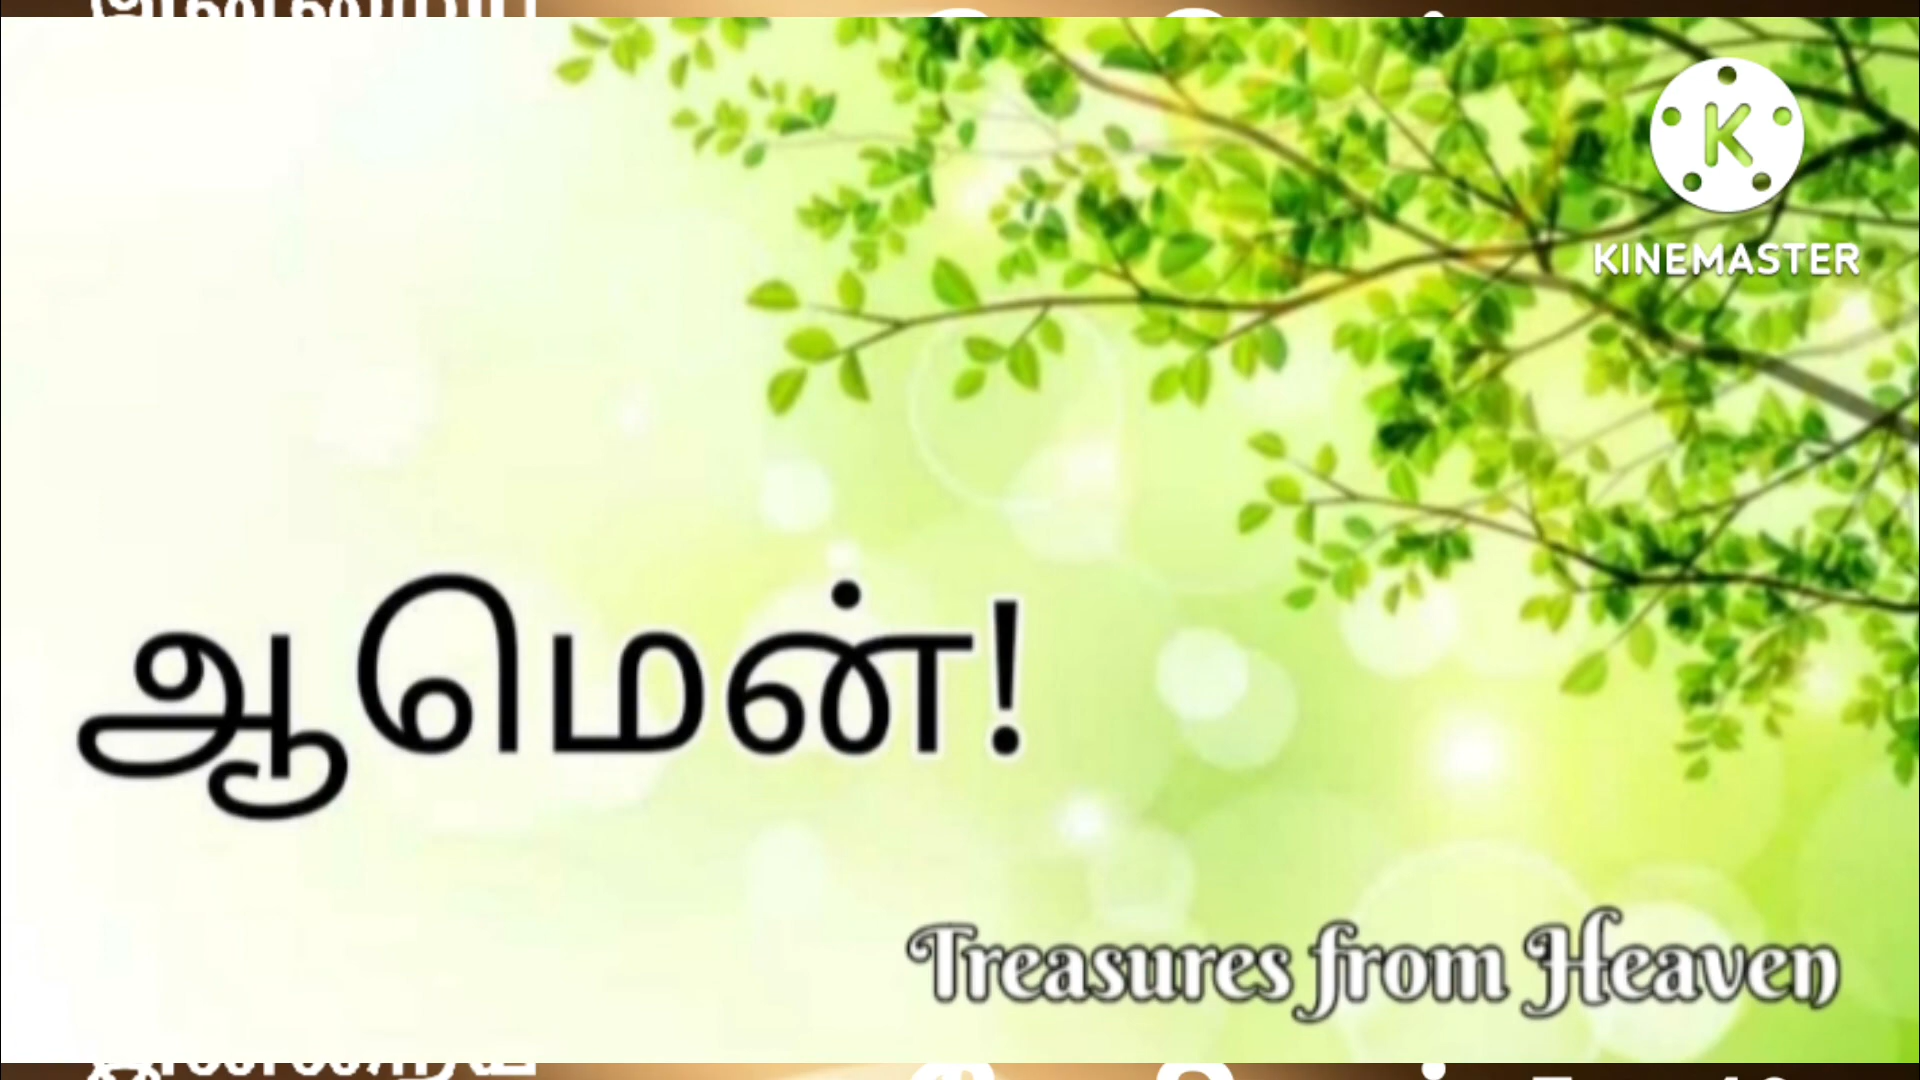 KINEMASTER
ஆமென்!
Treasures from Heaven